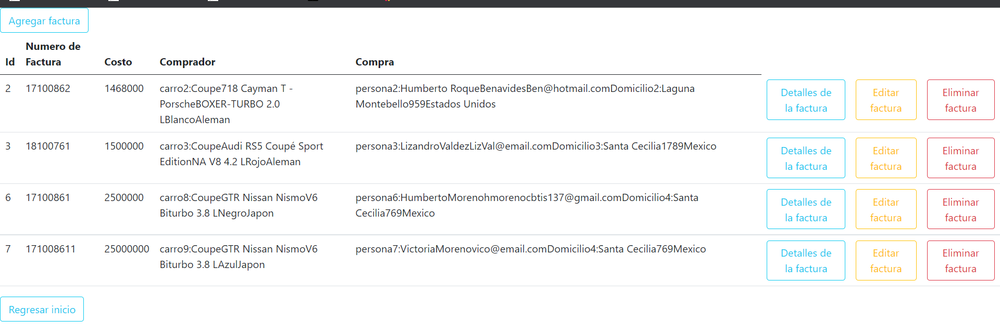 Agregar factura
Id Numero de Factura Costo Comprador Compra
2 17100862 1468000 carro2:Coupe718 Cayman T - persona2:Humberto RoqueBenavidesBen@hotmail.comDomicilio2:Laguna Detalles de Editar Eliminar
PorscheBOXER-TURBO 2.0 Montebello959Estados Unidos la factura factura factura
LBlancoAleman
3 18100761 1500000 carro3:CoupeAudi RS5 Coupé Sport persona3:LizandroValdezLizVal@email.comDomicilio3:Santa Cecilia1789Mexico Detalles de Editar Eliminar
EditionNA V8 4.2 LRojoAleman la factura factura factura
6 17100861 2500000 carro8:CoupeGTR Nissan NismoV6 persona6:HumbertoMorenohmorenocbtis137@gmail.comDomicilio4:Santa Detalles de Editar Eliminar
Biturbo 3.8 LNegroJapon Cecilia769Mexico la factura factura factura
7 171008611 25000000 carro9:CoupeGTR Nissan NismoV6 persona7:VictoriaMorenovico@email.comDomicilio4:Santa Cecilia769Mexico Detalles de Editar Eliminar
Biturbo 3.8 LAzulJapon la factura factura factura
Regresar inicio